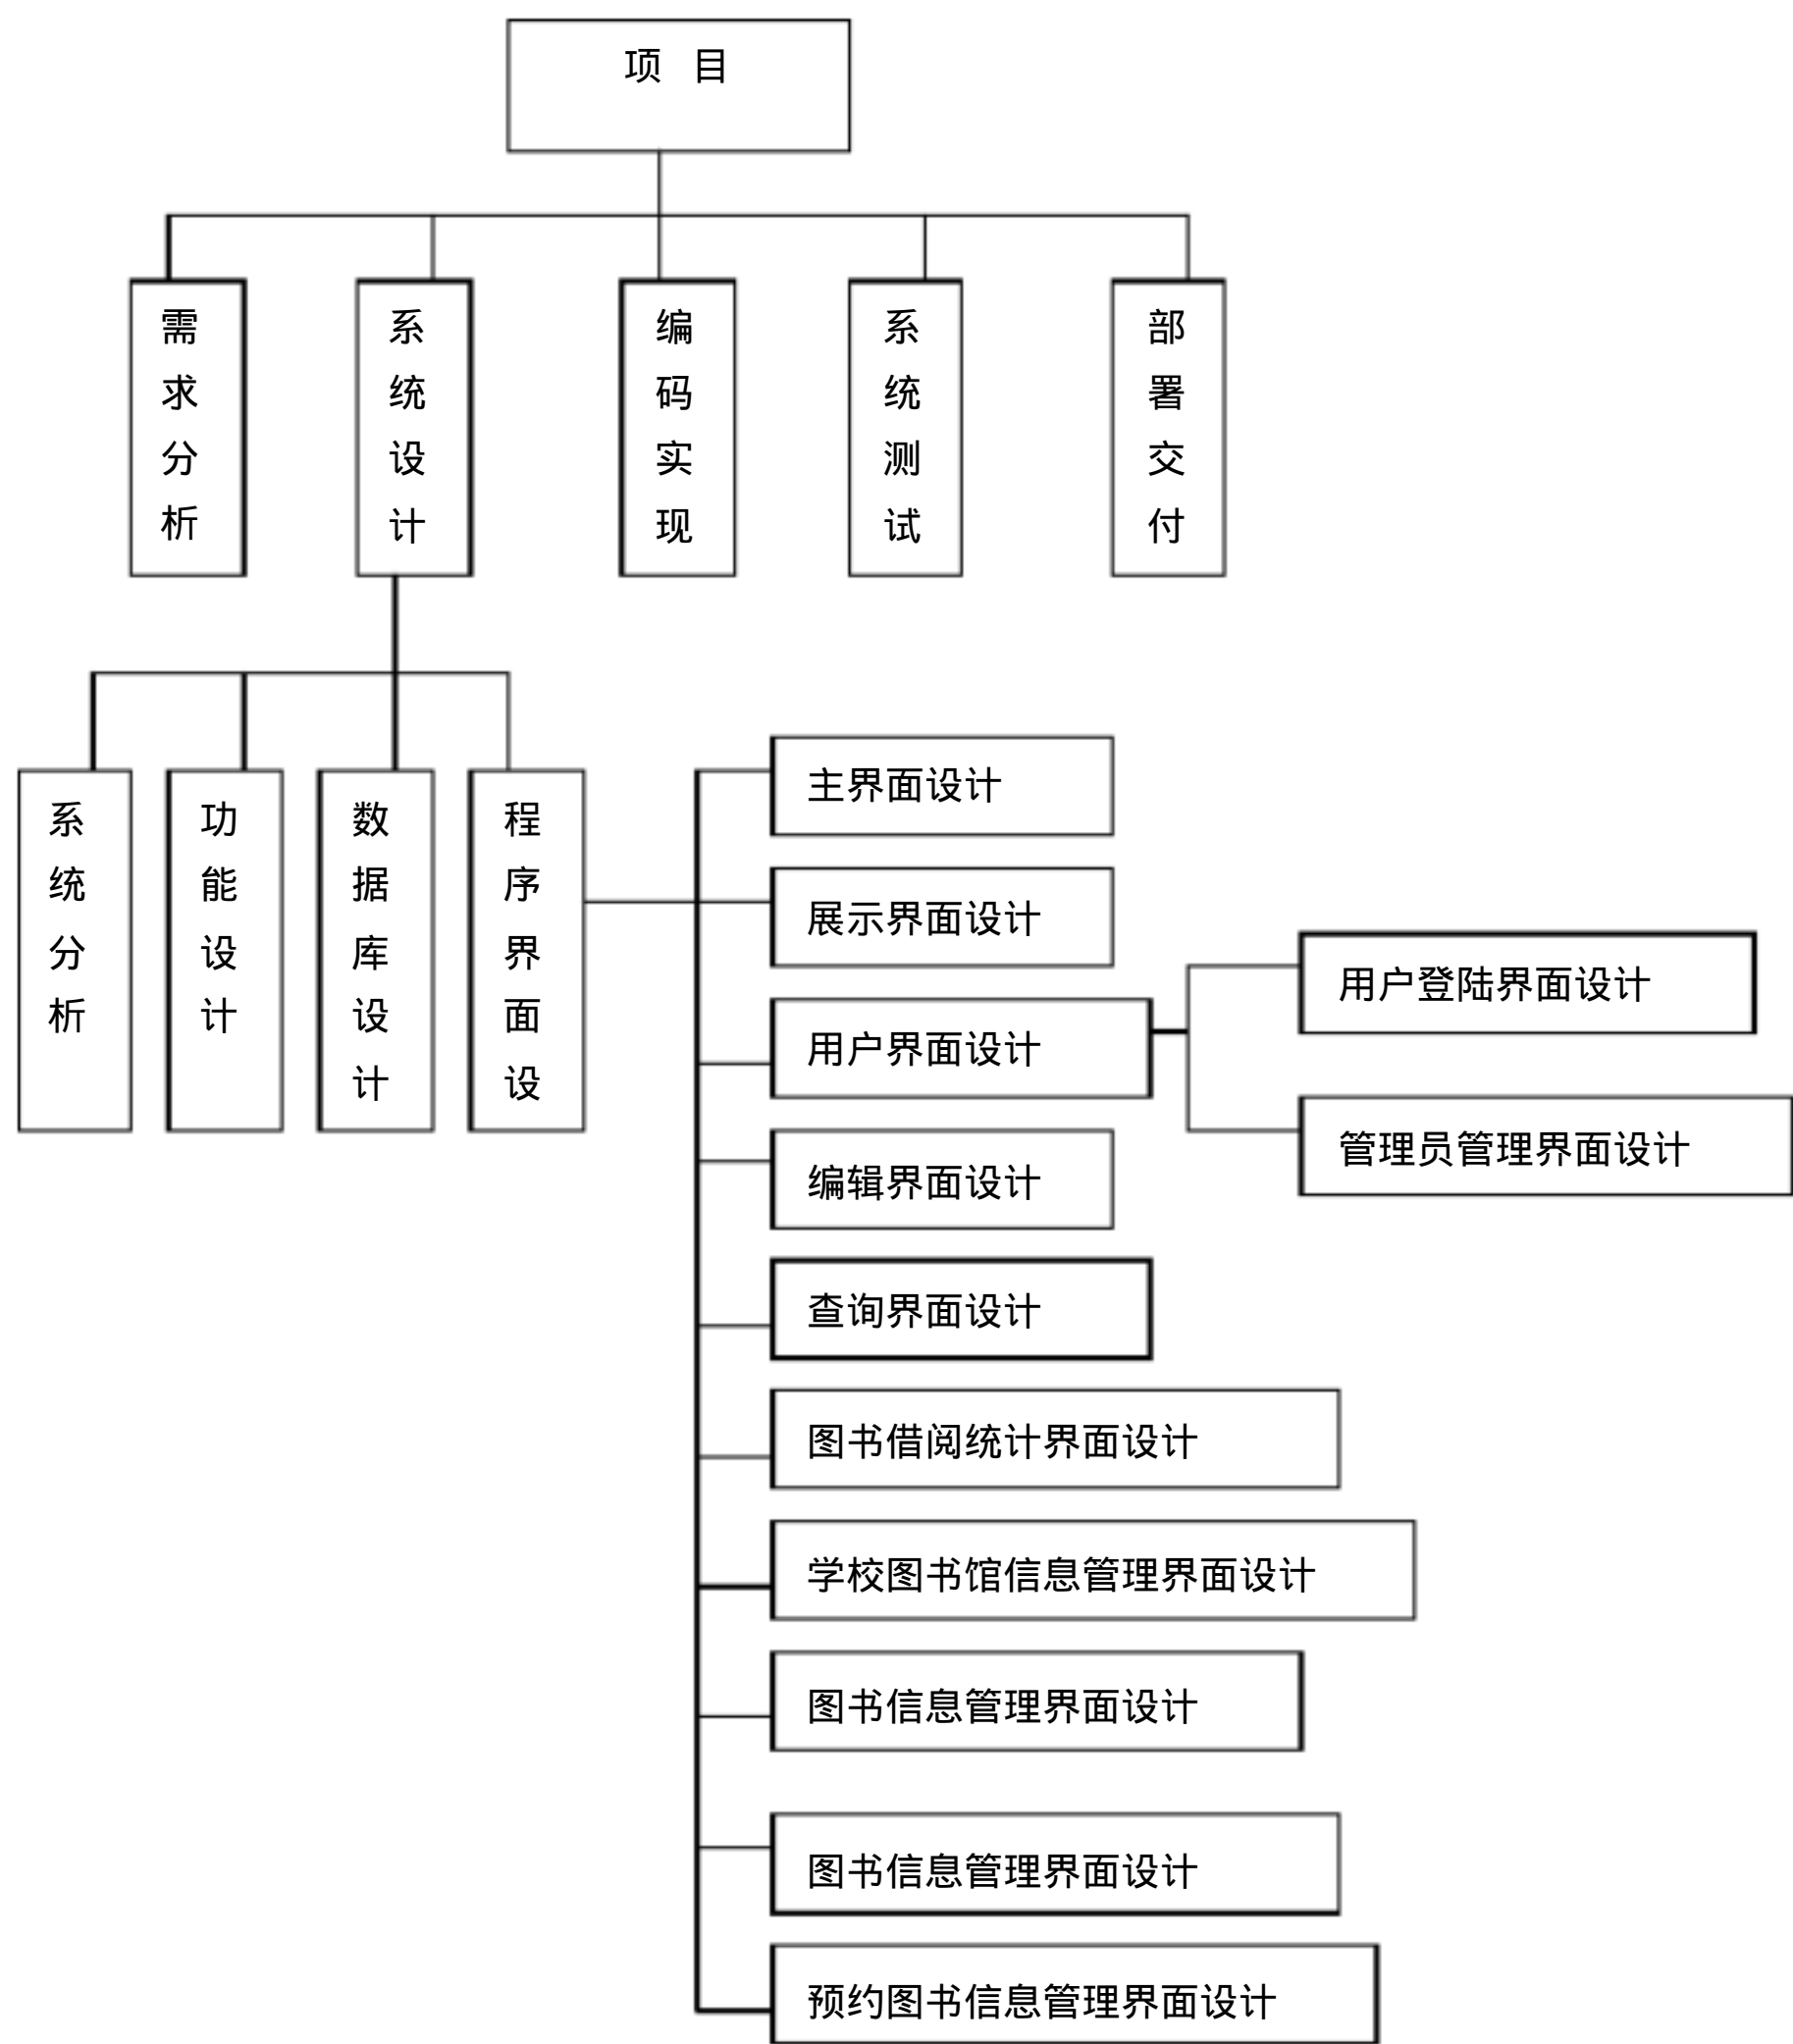 项 目
需求分析
系统设计
编码实现
系统测试
部署交付
系统分析
功能设计
数据库设计
程序界面设
主界面设计
展示界面设计
用户界面设计
用户登陆界面设计
管理员管理界面设计
编辑界面设计
查询界面设计
图书借阅统计界面设计
学校图书馆信息管理界面设计
图书信息管理界面设计
图书信息管理界面设计
预约图书信息管理界面设计